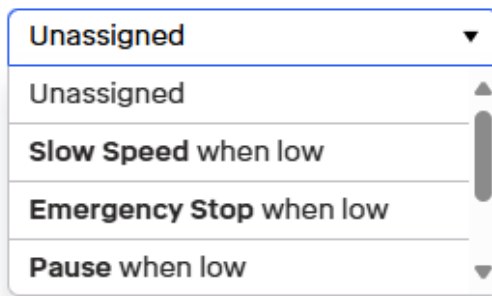 Unassigned
Unassigned
Slow Speed when low
Emergency Stop when low
Pause when low